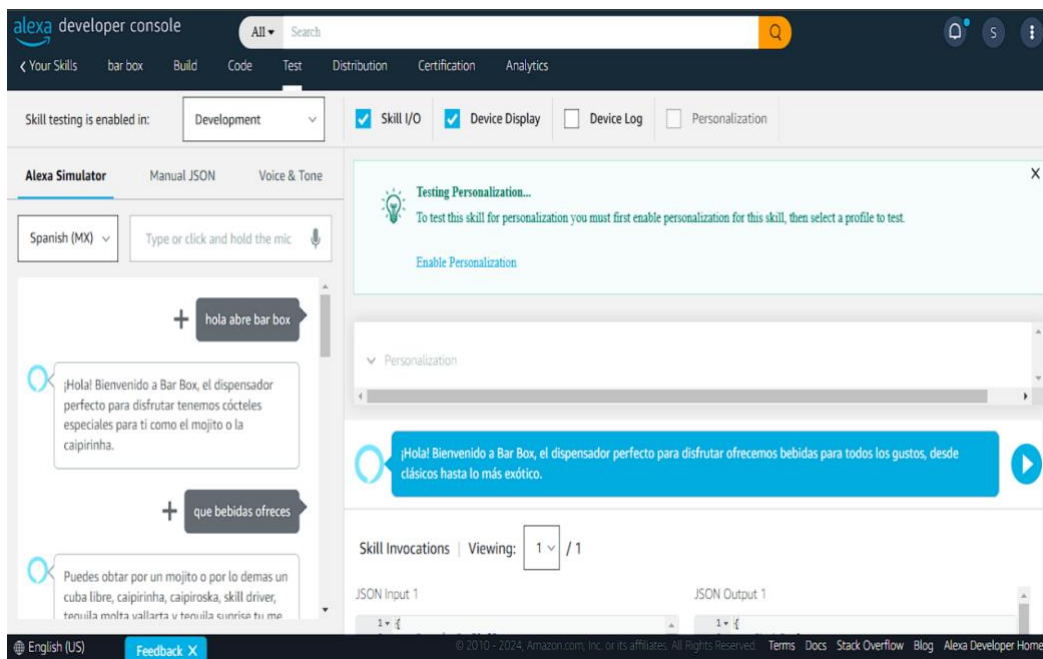 alexa developer console
All Search
Your Skills bar box Build Code Test Distribution Certification Analytics
S
Skill testing is enabled in: Development
Skill I/O Device Display Device Log Personalization
Alexa Simulator Manual JSON Voice & Tone
Spanish (MX) Type or click and hold the mic
hola abre bar box
¡Hola! Bienvenido a Bar Box, el dispensador
perfecto para disfrutar tenemos cócteles
especiales para ti como el mojito o la
caipirinha.
que bebidas ofreces
Puedes obtar por un mojito o por lo demas un
cuba libre, caipirinha, caipiroska, skill driver,
tequila molta vallarta y tequila sunrise tu me
X
Testing Personalization...
To test this skill for personalization you must first enable personalization for this skill, then select a profile to test.
Enable Personalization
Personalization
¡Hola! Bienvenido a Bar Box, el dispensador perfecto para disfrutar ofrecemos bebidas para todos los gustos, desde
clásicos hasta lo más exótico.
Skill Invocations | Viewing: 1 / 1
JSON Input 1 JSON Output 1
1 { 1 {
English (US) Feedback X © 2010 - 2024, Amazon.com, Inc. or its affiliates. All Rights Reserved. Terms Docs Stack Overflow Blog Alexa Developer Home